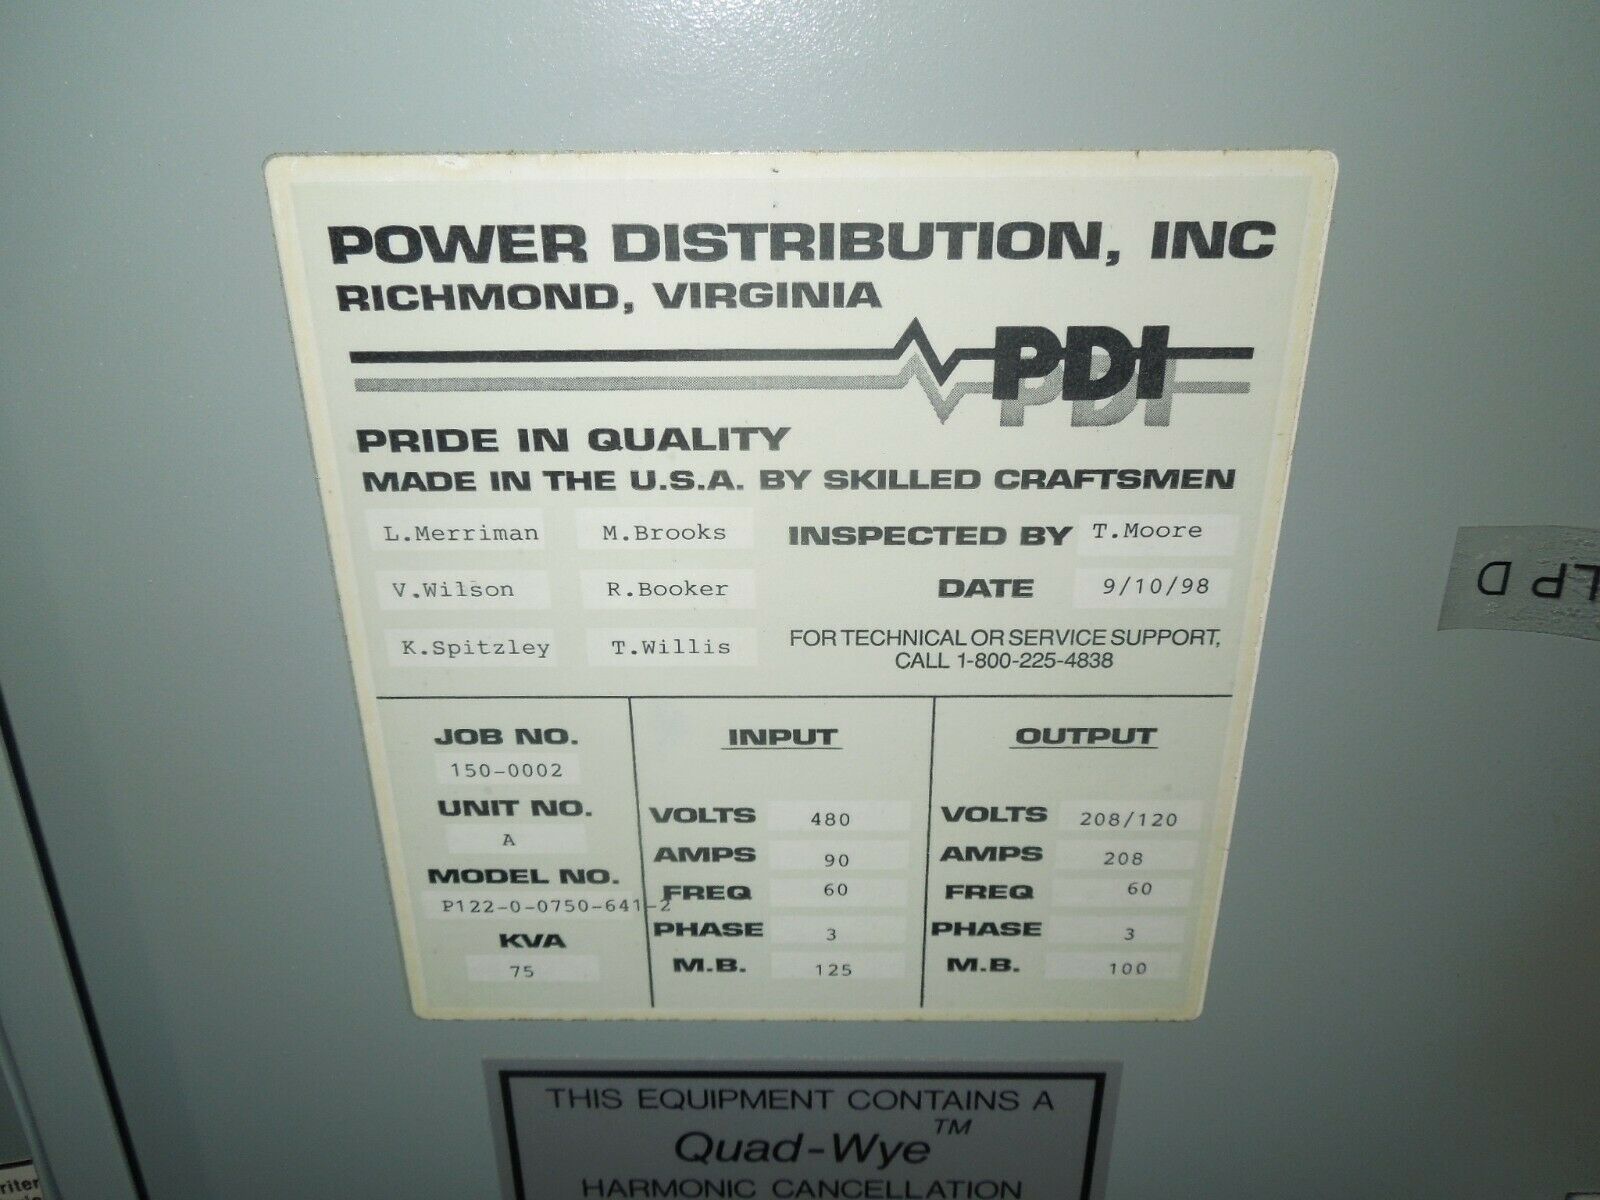 POWER DISTRIBUTION, INC
RICHMOND, VIRGINIA
PDI
PRIDE IN QUALITY
MADE IN THE U.S.A. BY SKILLED CRAFTSMEN
L.Merriman M.Brooks INSPECTED BY T.Moore
V.Wilson R.Booker DATE 9/10/98
K.Spitzley T.Willis FOR TECHNICAL OR SERVICE SUPPORT,
CALL 1-800-225-4838
JOB NO.
150-0002
UNIT NO.
A
MODEL NO.
P122-0-0750-641-2
KVA
75
INPUT
VOLTS 480
AMPS 90
FREQ 60
PHASE 3
M.B. 125
OUTPUT
VOLTS 208/120
AMPS 208
FREQ 60
PHASE 3
M.B. 100
THIS EQUIPMENT CONTAINS A
Quad-Wye™
HARMONIC CANCELLATION
LPD